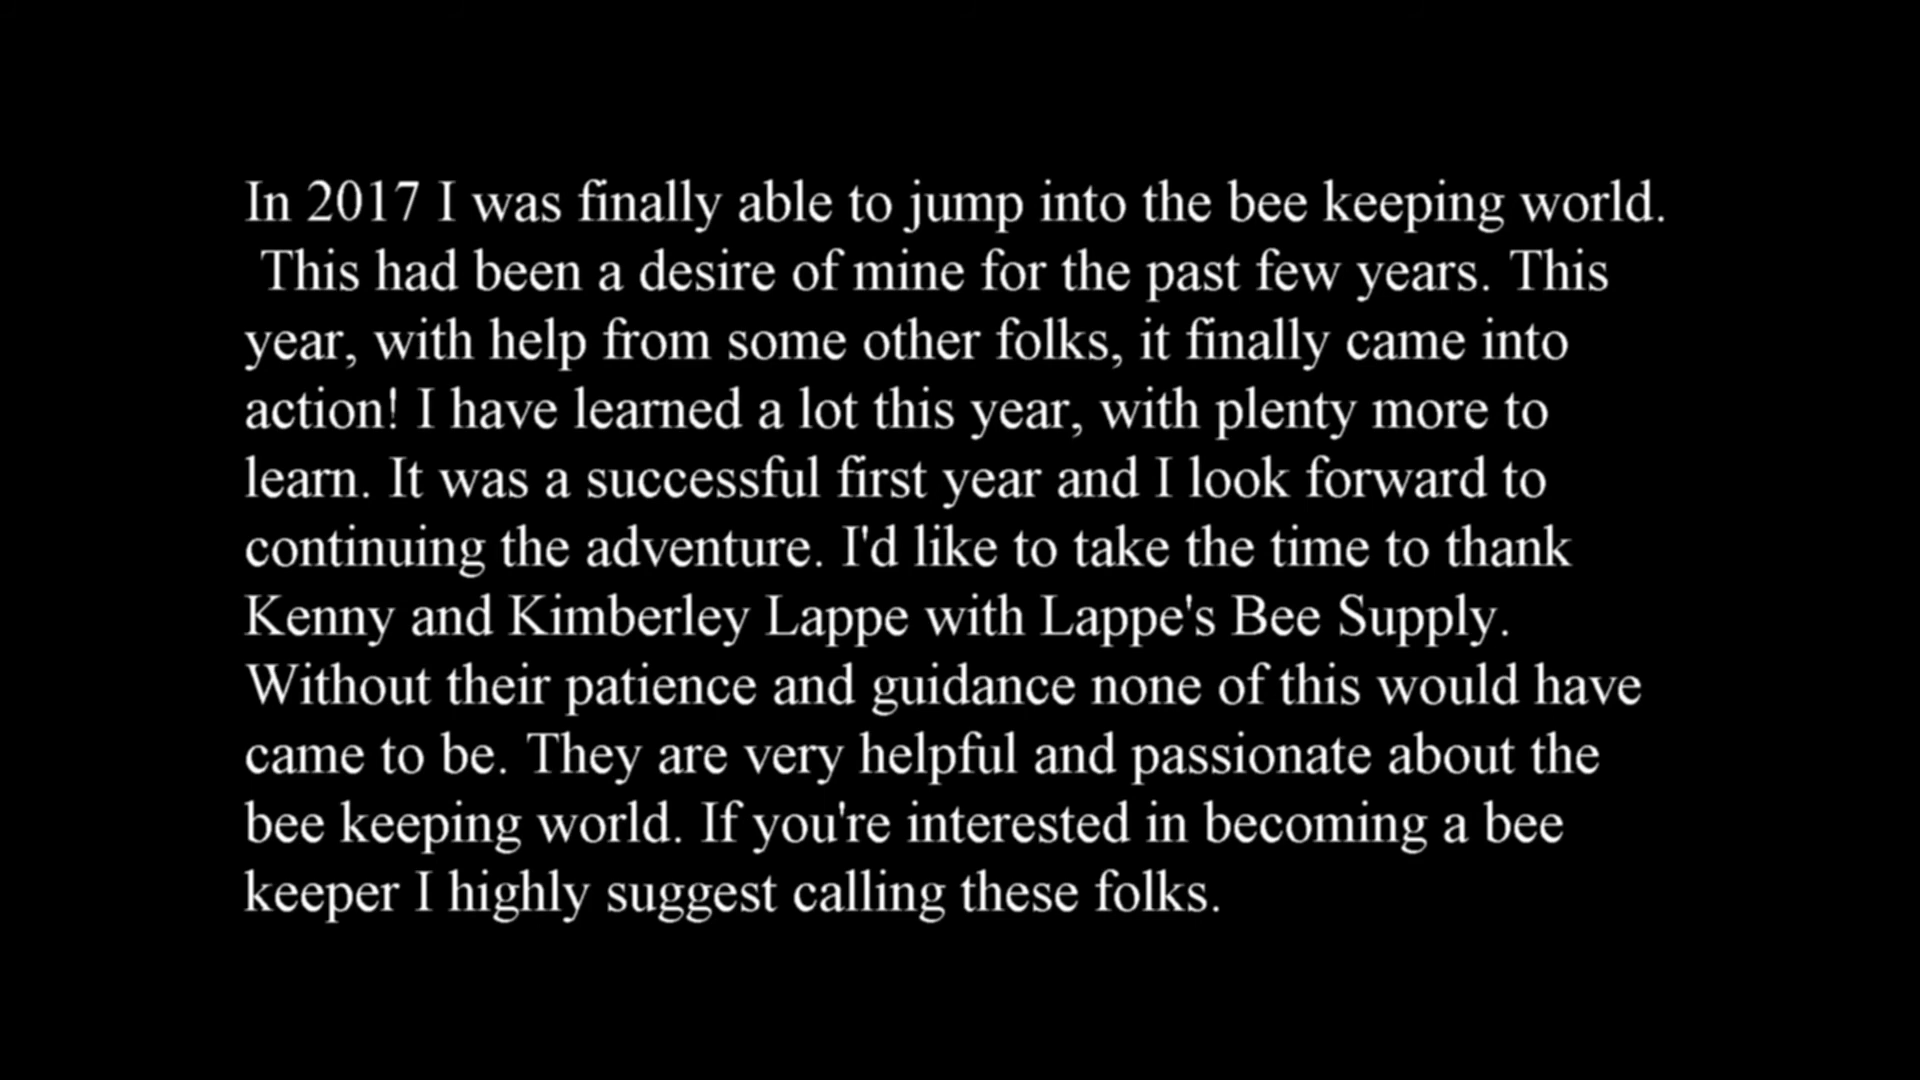 In 2017 I was finally able to jump into the bee keeping world.
This had been a desire of mine for the past few years. This
year, with help from some other folks, it finally came into
action! I have learned a lot this year, with plenty more to
learn. It was a successful first year and I look forward to
continuing the adventure. I'd like to take the time to thank
Kenny and Kimberley Lappe with Lappe's Bee Supply.
Without their patience and guidance none of this would have
came to be. They are very helpful and passionate about the
bee keeping world. If you're interested in becoming a bee
keeper I highly suggest calling these folks.